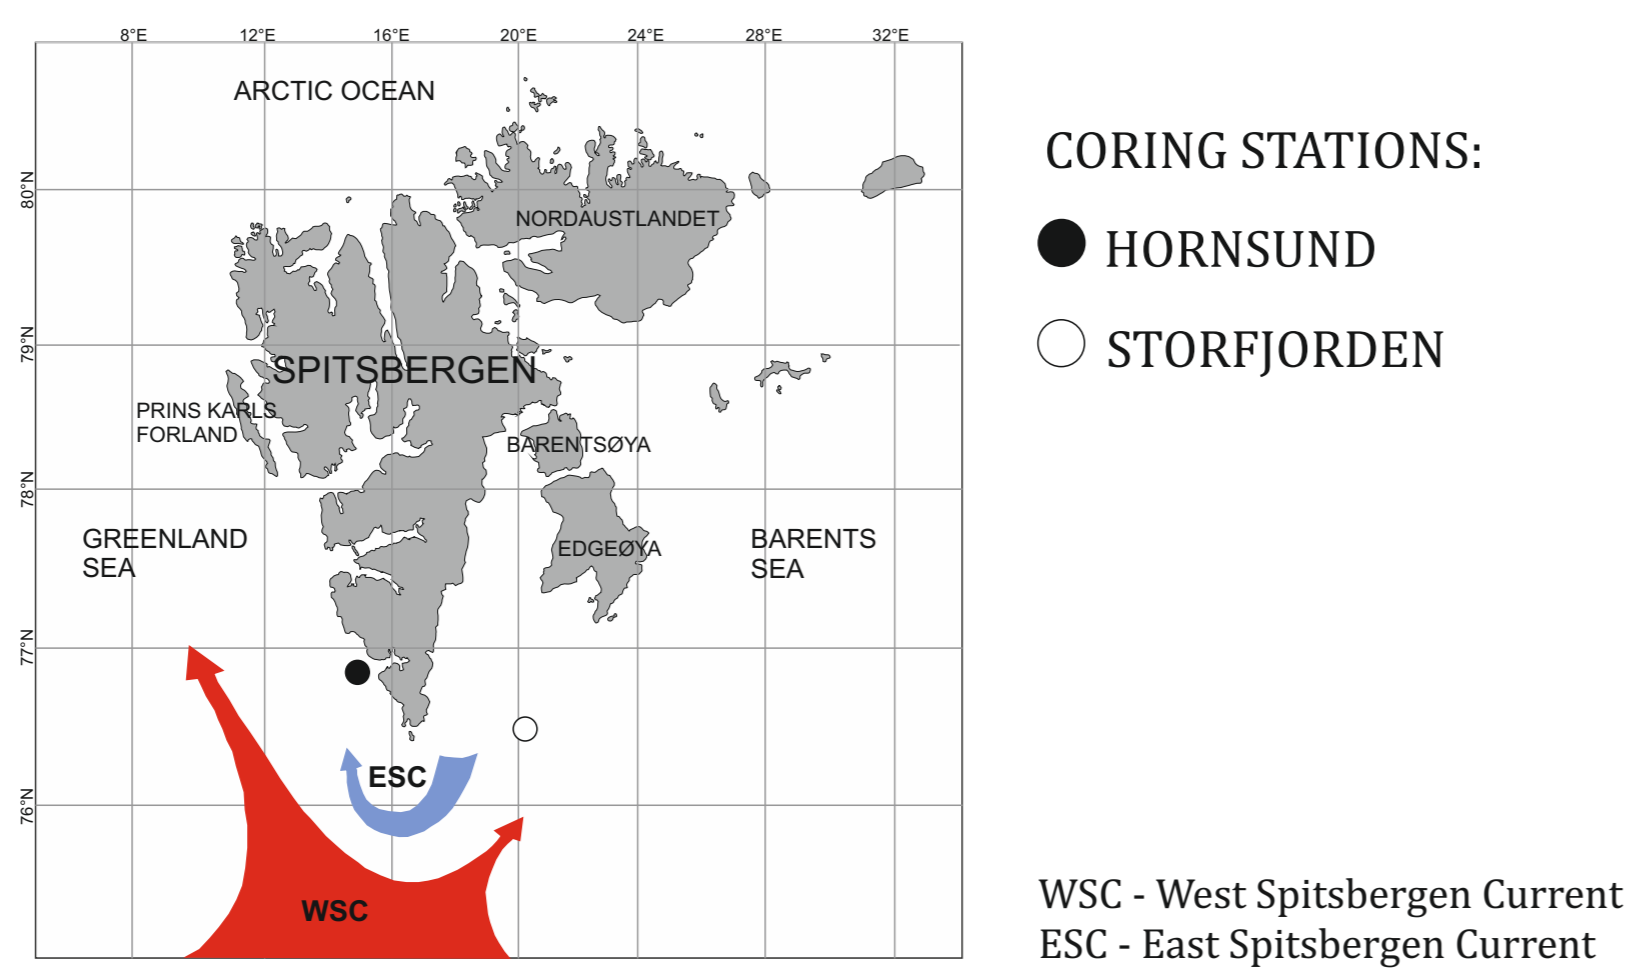 8°E 12°E 16°E 20°E 24°E 28°E 32°E
ARCTIC OCEAN
80°N
NORDAUSTLANDET
79°N
SPITSBERGEN
PRINS KARLS
FORLAND
BARENTSØYA
78°N
GREENLAND
SEA
EDGEØYA
BARENTS
SEA
77°N
ESC
76°N
WSC
CORING STATIONS:
HORNSUND
STORFJORDEN
WSC - West Spitsbergen Current
ESC - East Spitsbergen Current